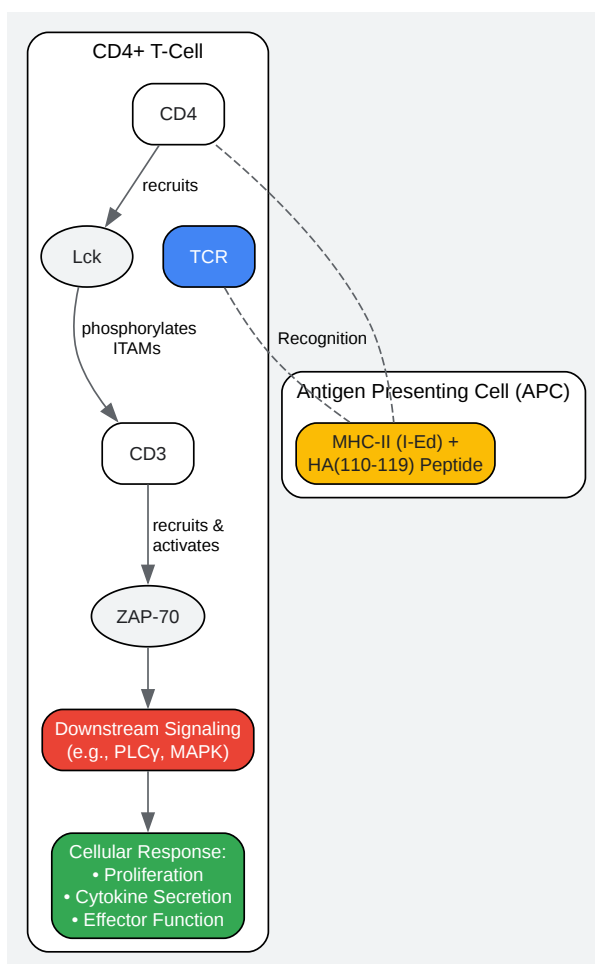 CD4+ T-Cell
CD4
recruits
Lck
TCR
phosphorylates
ITAMs
Recognition
Antigen Presenting Cell (APC)
MHC-II (I-Ed) +
HA(110-119) Peptide
CD3
recruits &
activates
ZAP-70
Downstream Signaling
(e.g., PLCγ, MAPK)
Cellular Response:
• Proliferation
• Cytokine Secretion
• Effector Function